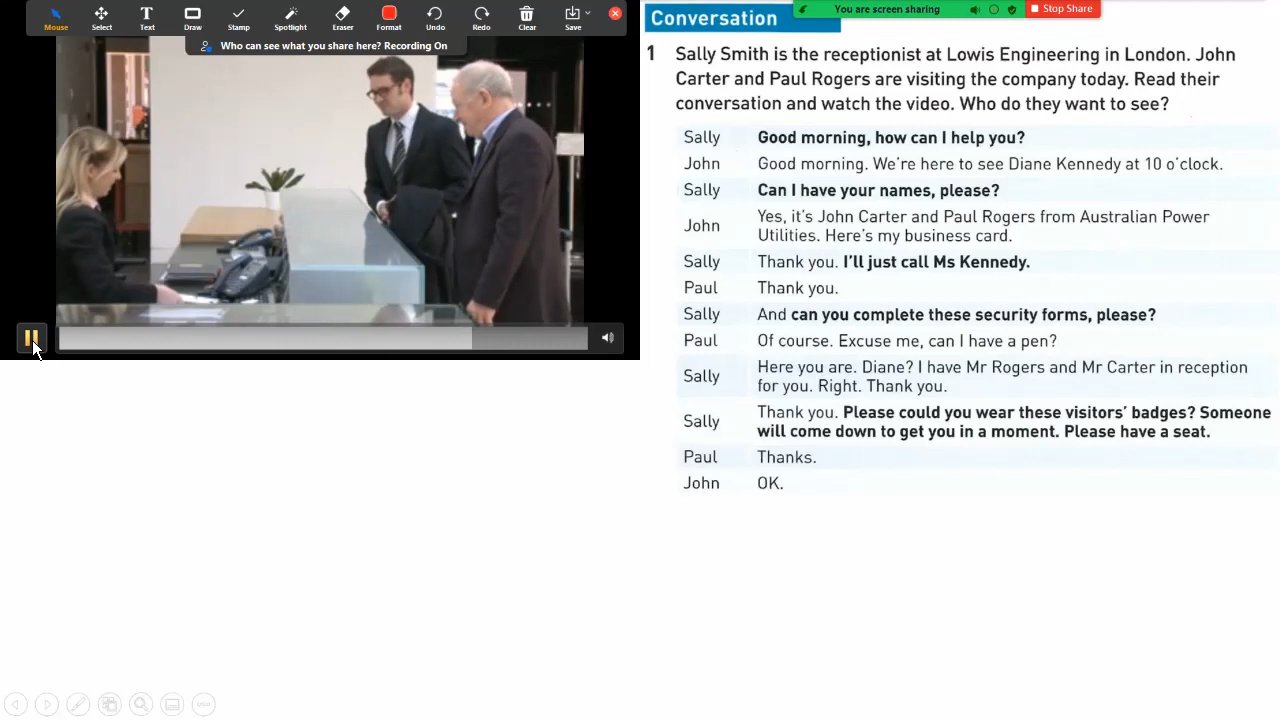 Mouse Select Text Draw Stamp Spotlight Eraser Format Undo Redo Clear Save
Who can see what you share here? Recording On
You are screen sharing Stop Share
Conversation
1 Sally Smith is the receptionist at Lowis Engineering in London. John
Carter and Paul Rogers are visiting the company today. Read their
conversation and watch the video. Who do they want to see?
Sally Good morning, how can I help you?
John Good morning. We're here to see Diane Kennedy at 10 o'clock.
Sally Can I have your names, please?
John Yes, it's John Carter and Paul Rogers from Australian Power
Utilities. Here's my business card.
Sally Thank you. I'll just call Ms Kennedy.
Paul Thank you.
Sally And can you complete these security forms, please?
Paul Of course. Excuse me, can I have a pen?
Sally Here you are. Diane? I have Mr Rogers and Mr Carter in reception
for you. Right. Thank you.
Sally Thank you. Please could you wear these visitors' badges? Someone
will come down to get you in a moment. Please have a seat.
Paul Thanks.
John OK.